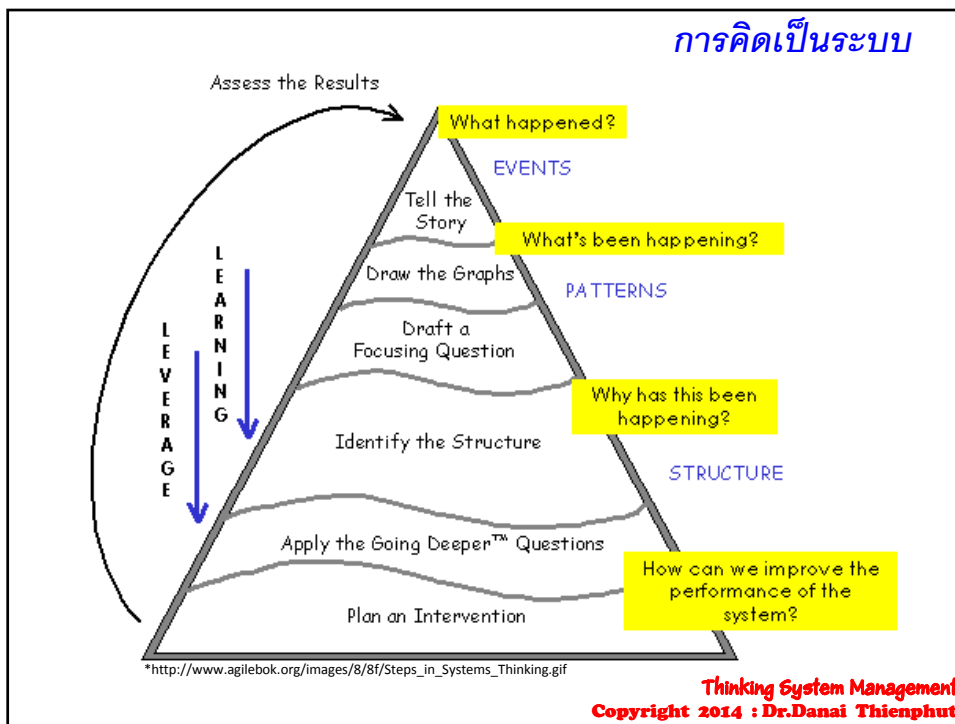 การคิดเป็นระบบ
Assess the Results
What happened?
EVENTS
Tell the
Story
What's been happening?
Draw the Graphs
PATTERNS
Draft a
Focusing Question
Why has this been
happening?
LEARNING
LEVERAGE
Identify the Structure
STRUCTURE
Apply the Going Deeper™ Questions
How can we improve the
performance of the
system?
Plan an Intervention
*http://www.agilebok.org/images/8/8f/Steps_in_Systems_Thinking.gif
Thinking System Management
Copyright 2014 : Dr.Danai Thienphut